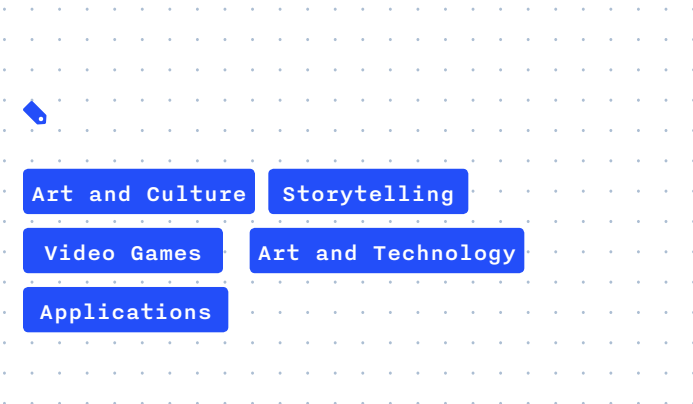 Art and Culture Storytelling
Video Games Art and Technology
Applications